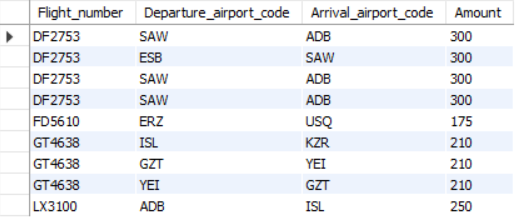 Flight_number Departure_airport_code Arrival_airport_code Amount
DF2753 SAW ADB 300
DF2753 ESB SAW 300
DF2753 SAW ADB 300
DF2753 SAW ADB 300
FD5610 ERZ USQ 175
GT4638 ISL KZR 210
GT4638 GZT YEI 210
GT4638 YEI GZT 210
LX3100 ADB ISL 250